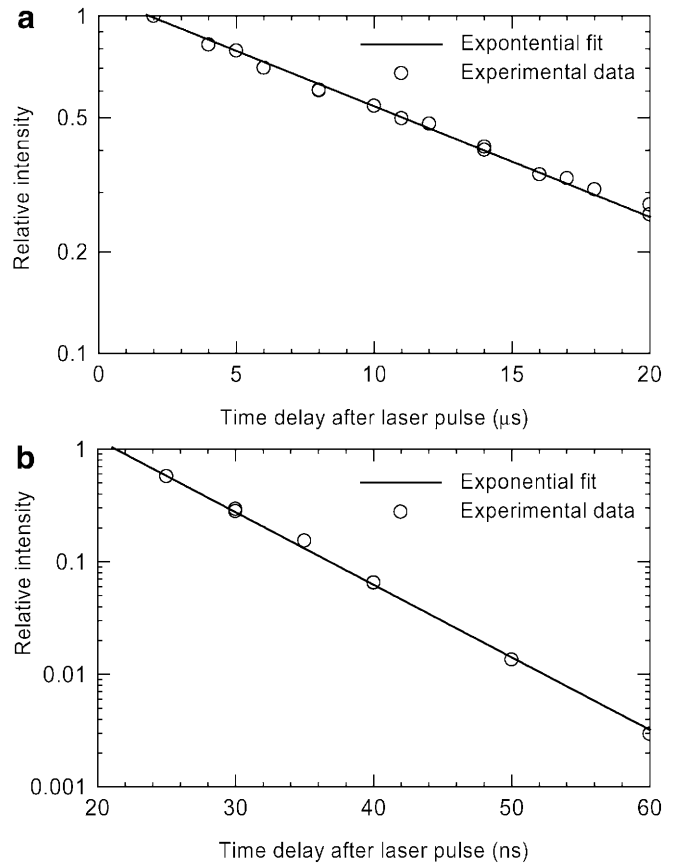 a
1
0.5
0.2
0.1
Relative intensity
Expontential fit
Experimental data
0 5 10 15 20
Time delay after laser pulse (μs)
b
1
0.1
0.01
0.001
Relative intensity
Exponential fit
Experimental data
20 30 40 50 60
Time delay after laser pulse (ns)